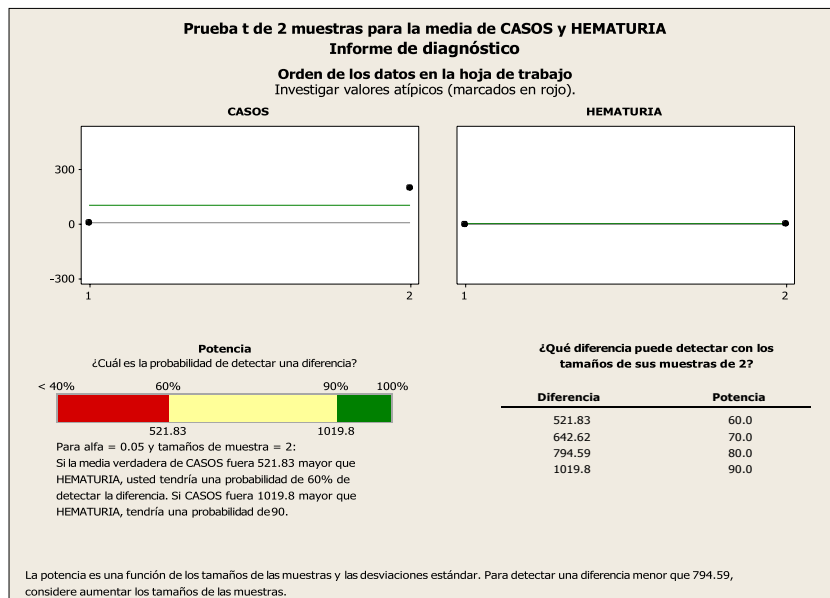 Prueba t de 2 muestras para la media de CASOS y HEMATURIA
Informe de diagnóstico
Orden de los datos en la hoja de trabajo
Investigar valores atípicos (marcados en rojo).
CASOS
HEMATURIA
300
0
-300
1 2
1 2
Potencia
¿Cuál es la probabilidad de detectar una diferencia?
< 40% 60% 90% 100%
521.83 1019.8
Para alfa = 0.05 y tamaños de muestra = 2:
Si la media verdadera de CASOS fuera 521.83 mayor que
HEMATURIA, usted tendría una probabilidad de 60% de
detectar la diferencia. Si CASOS fuera 1019.8 mayor que
HEMATURIA, tendría una probabilidad de 90.
¿Qué diferencia puede detectar con los
tamaños de sus muestras de 2?
Diferencia Potencia
521.83 60.0
642.62 70.0
794.59 80.0
1019.8 90.0
La potencia es una función de los tamaños de las muestras y las desviaciones estándar. Para detectar una diferencia menor que 794.59,
considere aumentar los tamaños de las muestras.